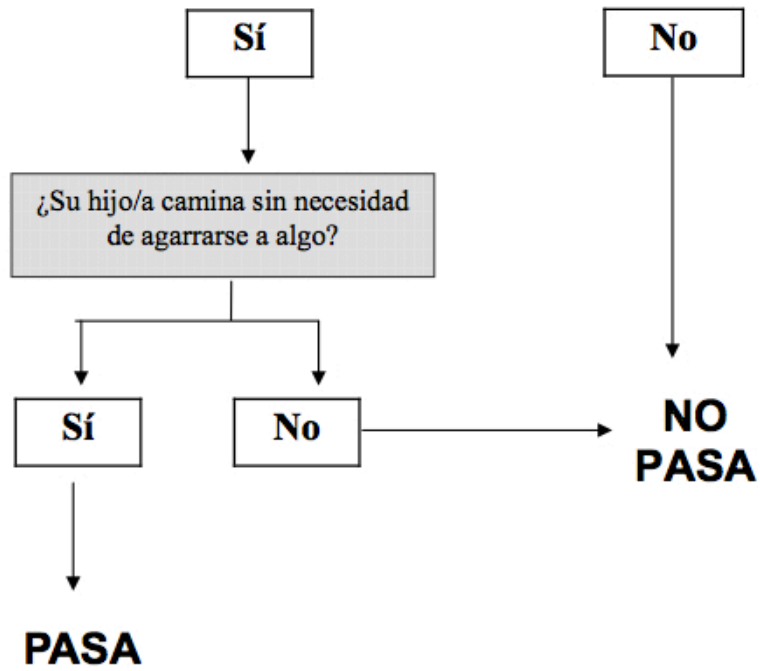 Sí
No
¿Su hijo/a camina sin necesidad
de agarrarse a algo?
Sí
No
NO
PASA
PASA